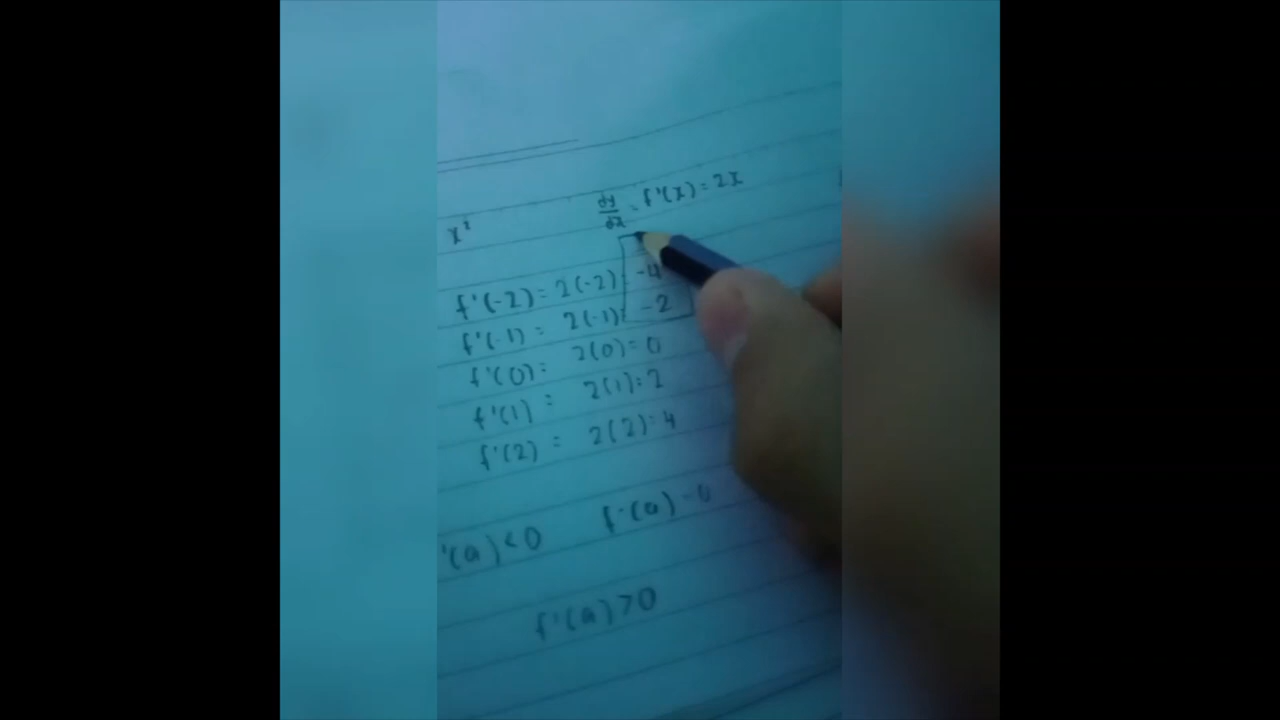 x² dy/dx = f'(x) = 2x
f'(-2) = 2(-2) -4
f'(-1) = 2(-1) -2
f'(0) = 2(0) = 0
f'(1) = 2(1) = 2
f'(2) = 2(2) = 4
'(a) < 0 f'(a) = 0
f'(a) > 0